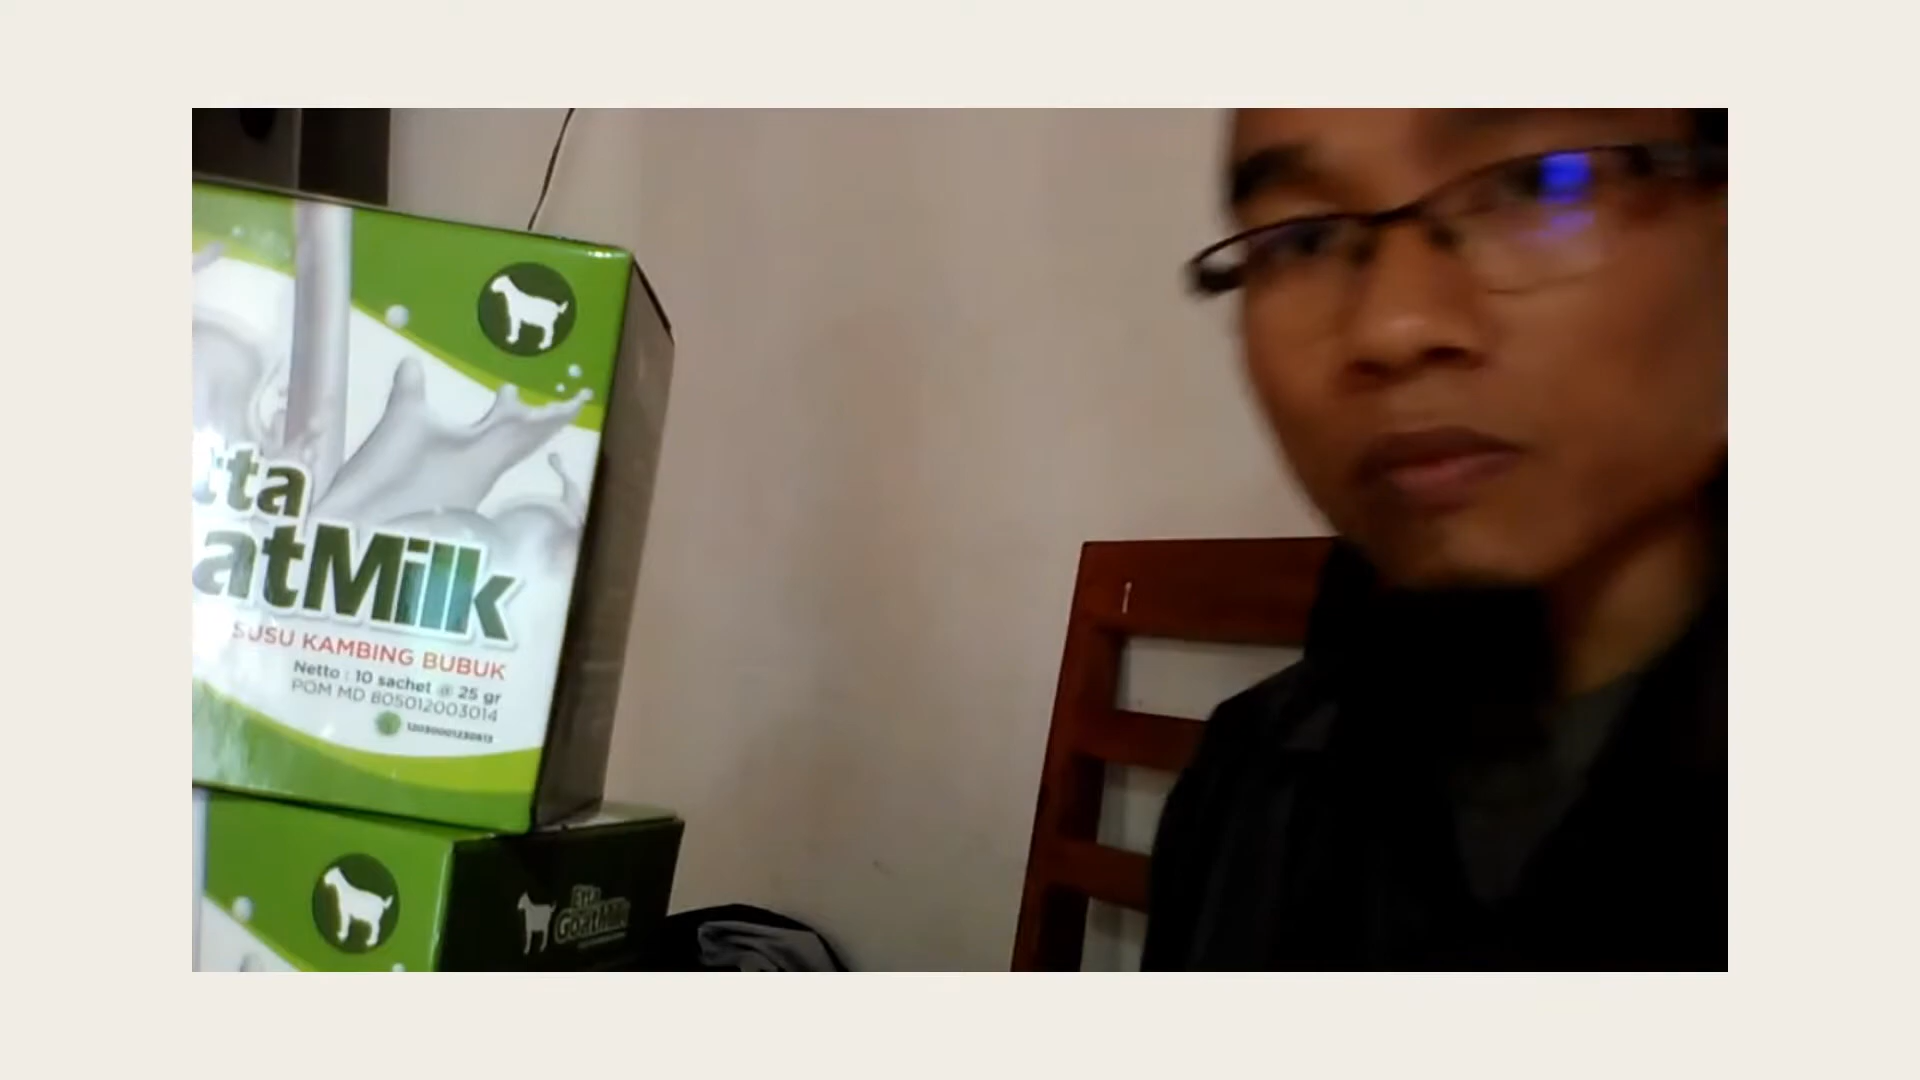 tta
atMilk
SUSU KAMBING BUBUK
Netto : 10 sachet @ 25 gr
POM MD 805012003014
Etta
GoatMilk